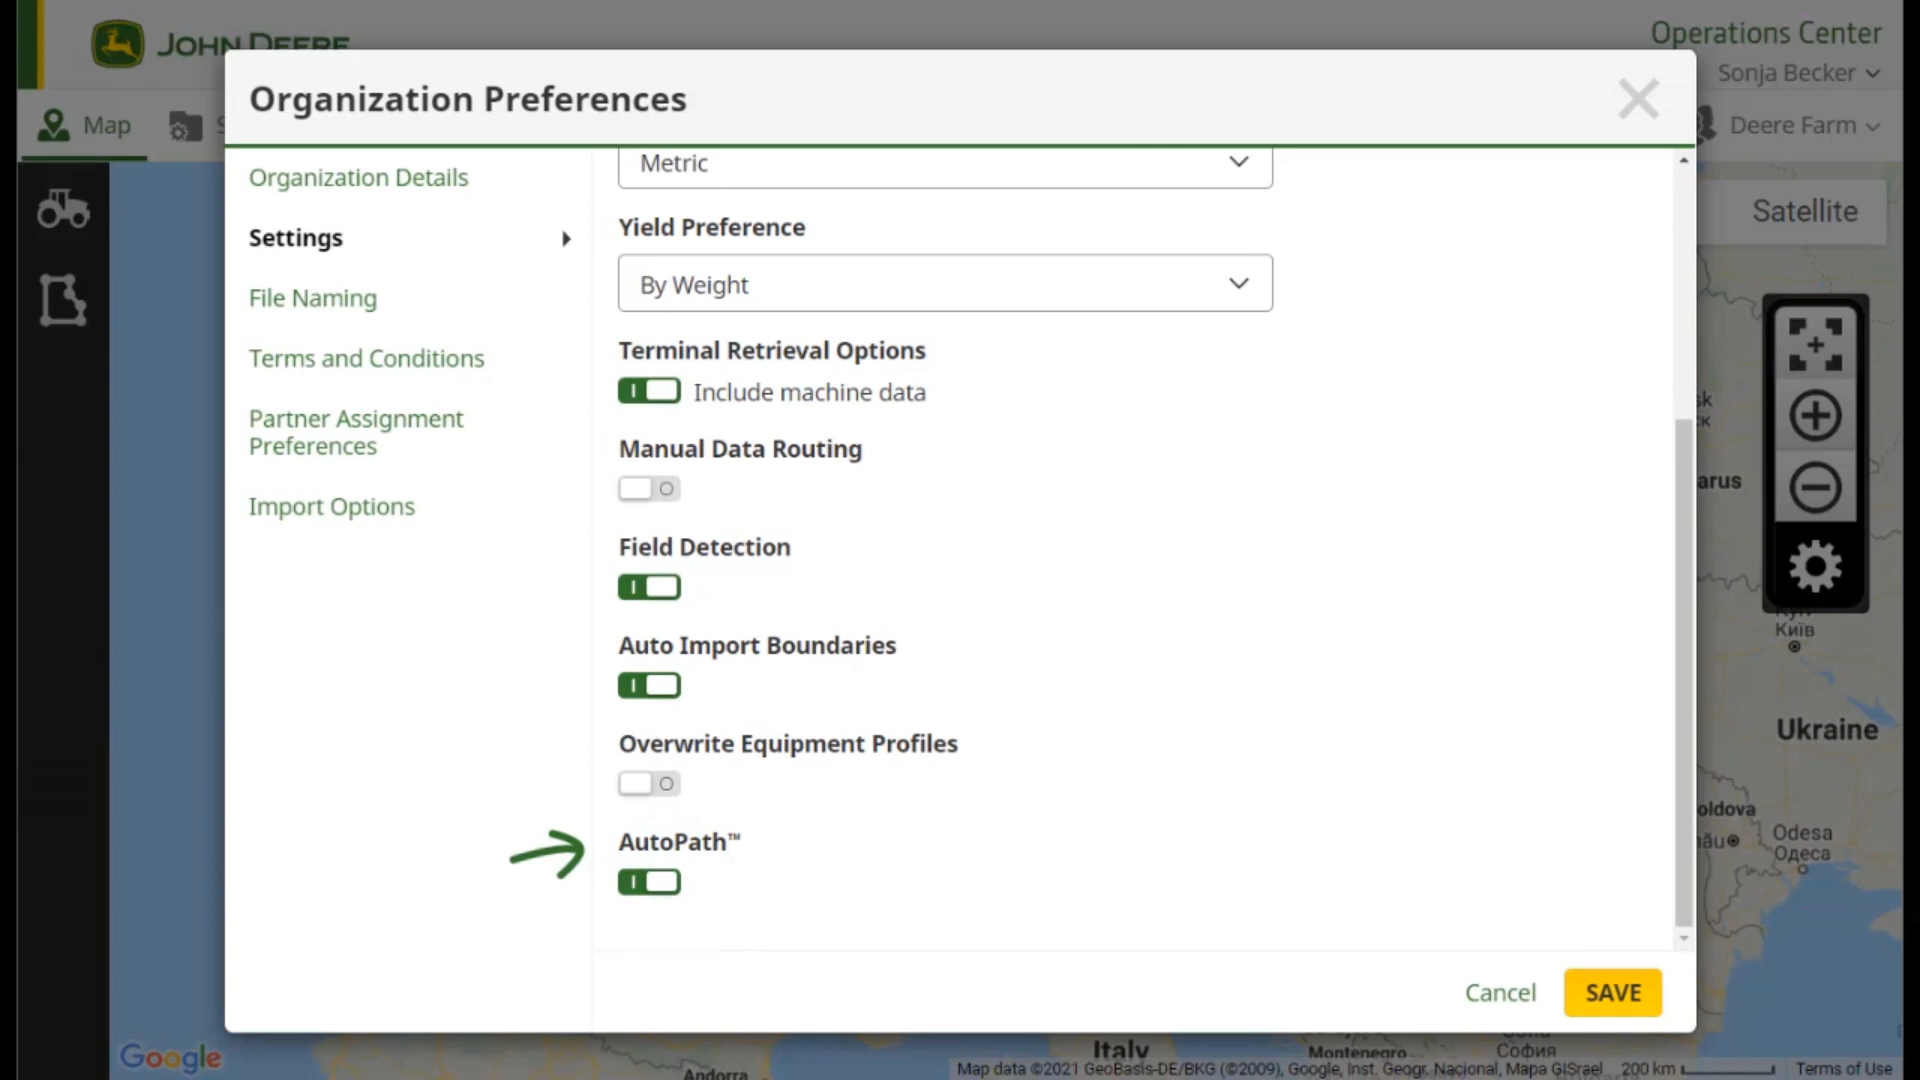 JOHN DEERE
Operations Center
Sonja Becker
Map
Deere Farm
Organization Preferences
Organization Details
Settings
File Naming
Terms and Conditions
Partner Assignment
Preferences
Import Options
Metric
Yield Preference
By Weight
Terminal Retrieval Options
Include machine data
Manual Data Routing
Field Detection
Auto Import Boundaries
Overwrite Equipment Profiles
AutoPath™
Cancel
SAVE
Satellite
arus
Київ
Ukraine
oldova
Odesa
Одеса
Google
Andorra
Italy
Montenegro
София
Map data ©2021 GeoBasis-DE/BKG (©2009), Google, Inst. Geogr. Nacional, Mapa GISrael
200 km
Terms of Use